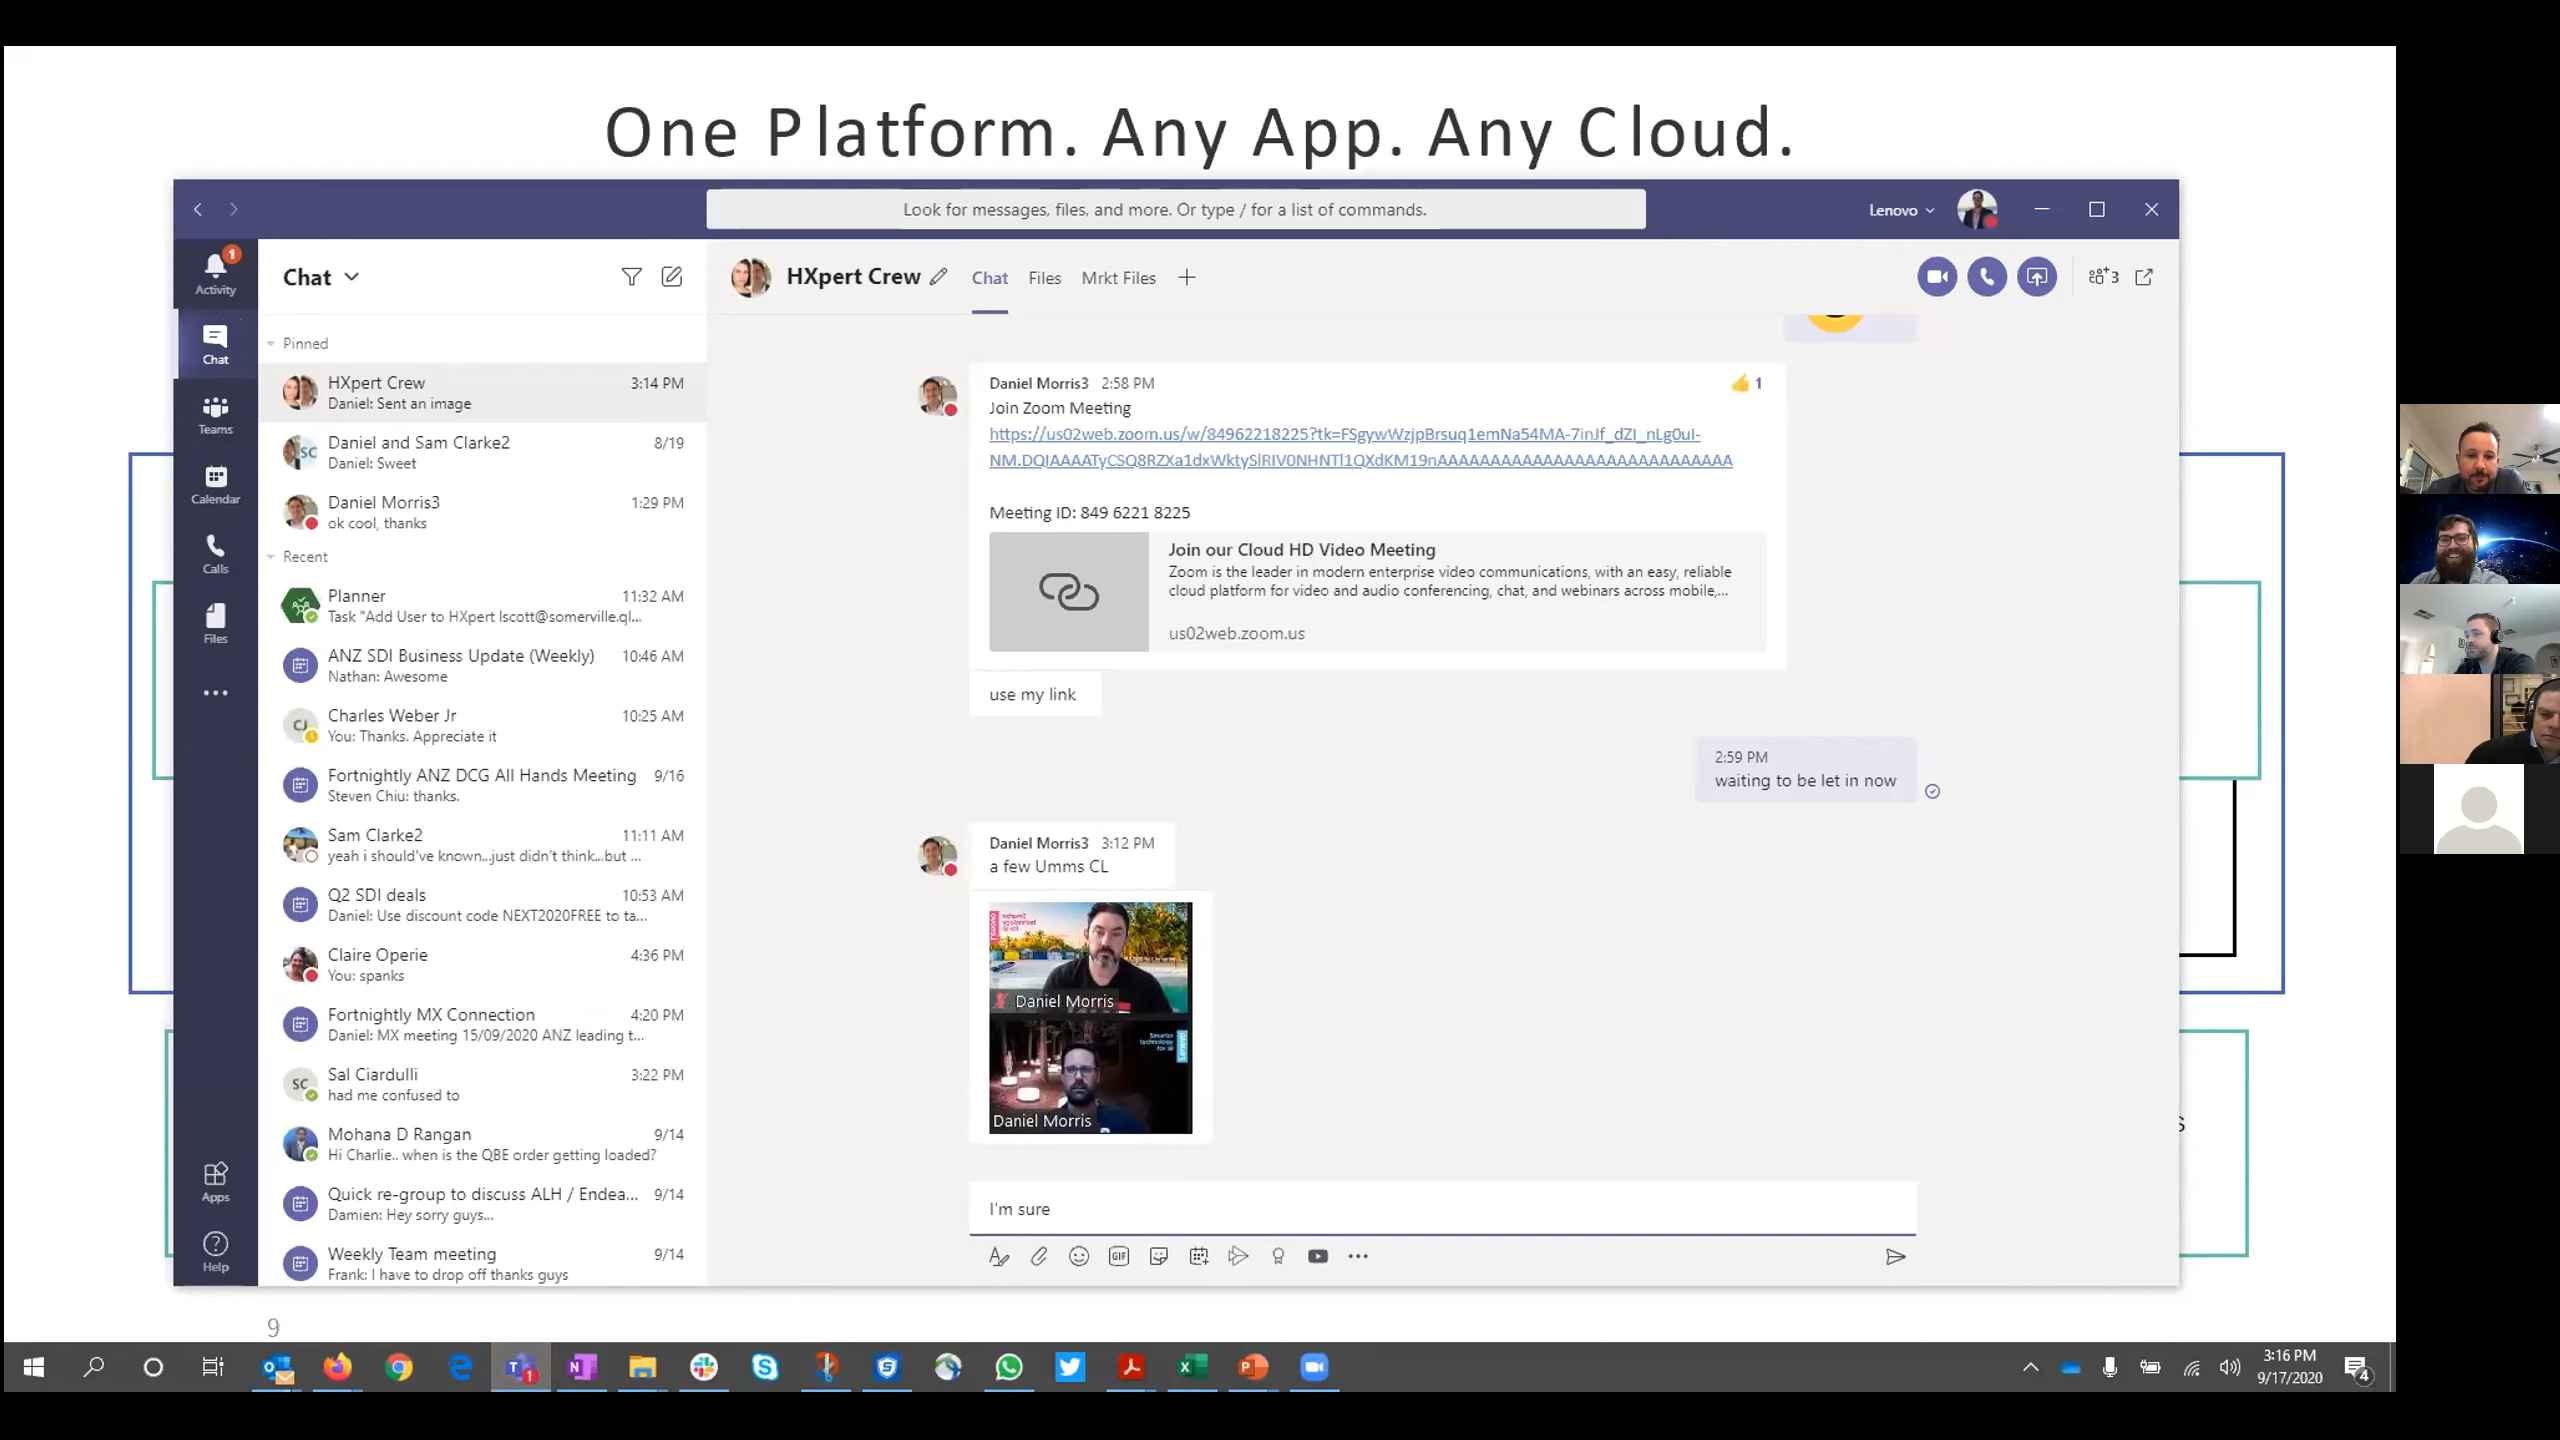 One Platform. Any App. Any Cloud.
Look for messages, files, and more. Or type / for a list of commands.
Lenovo
1
Activity
Chat
Teams
Calendar
Calls
Files
Apps
Help
Chat
Pinned
HXpert Crew 3:14 PM
Daniel: Sent an image
Daniel and Sam Clarke2 8/19
SC
Daniel: Sweet
Daniel Morris3 1:29 PM
ok cool, thanks
Recent
Planner 11:32 AM
Task "Add User to HXpert lscott@somerville.ql...
ANZ SDI Business Update (Weekly) 10:46 AM
Nathan: Awesome
Charles Weber Jr 10:25 AM
CJ
You: Thanks. Appreciate it
Fortnightly ANZ DCG All Hands Meeting 9/16
Steven Chiu: thanks.
Sam Clarke2 11:11 AM
yeah i should've known...just didn't think...but ...
Q2 SDI deals 10:53 AM
Daniel: Use discount code NEXT2020FREE to ta...
Claire Operie 4:36 PM
You: spanks
Fortnightly MX Connection 4:20 PM
Daniel: MX meeting 15/09/2020 ANZ leading t...
Sal Ciardulli 3:22 PM
SC
had me confused to
Mohana D Rangan 9/14
Hi Charlie.. when is the QBE order getting loaded?
Quick re-group to discuss ALH / Endea... 9/14
Damien: Hey sorry guys...
Weekly Team meeting 9/14
Frank: I have to drop off thanks guys
HXpert Crew
Chat Files Mrkt Files
3
Daniel Morris3 2:58 PM
1
Join Zoom Meeting
https://us02web.zoom.us/w/84962218225?tk=FSgywWzjpBrsuq1emNa54MA-7inJf_dZI_nLg0uI-
NM.DQIAAAATyCSQ8RZXa1dxWktySlRIV0NHNTl1QXdKM19nAAAAAAAAAAAAAAAAAAAAAAAAAAAA
Meeting ID: 849 6221 8225
Join our Cloud HD Video Meeting
Zoom is the leader in modern enterprise video communications, with an easy, reliable
cloud platform for video and audio conferencing, chat, and webinars across mobile,...
us02web.zoom.us
use my link
2:59 PM
waiting to be let in now
Daniel Morris3 3:12 PM
a few Umms CL
Daniel Morris
Smarter
technology
for all
Lenovo
Daniel Morris
I'm sure
GIF
s
9
3:16 PM
9/17/2020
4